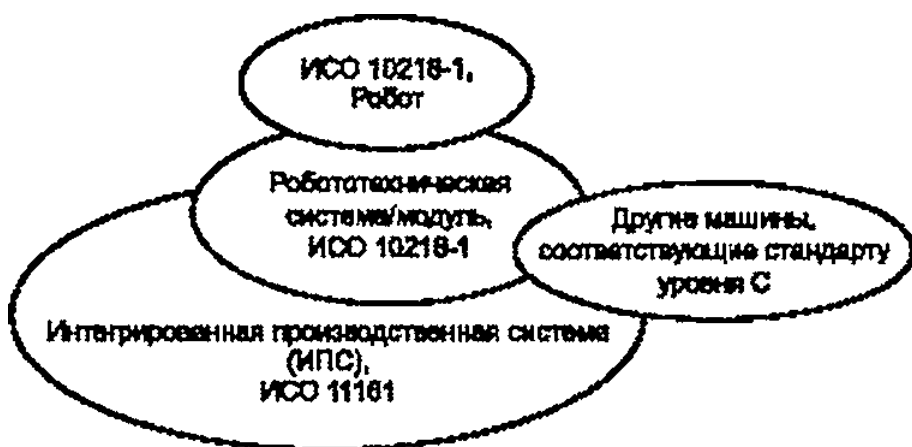 ИСО 10218-1,
Робот
Робототехническая
система/модуль,
ИСО 10218-1
Другие машины,
соответствующие стандарту
уровня С
Интегрированная производственная система
(ИПС),
ИСО 11161